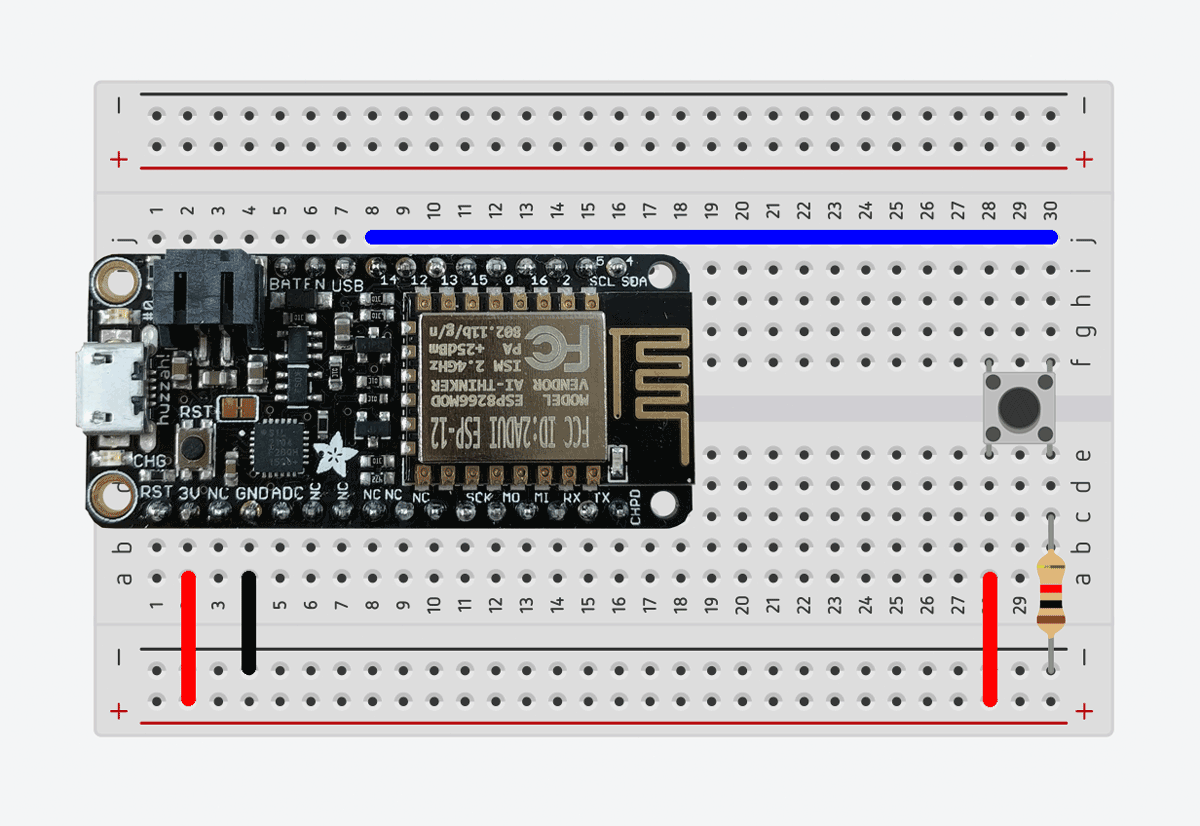 − −
+ +
1 2 3 4 5 6 7 8 9 10 11 12 13 14 15 16 17 18 19 20 21 22 23 24 25 26 27 28 29 30
j j
i
h
g
f
BAT EN USB 14 12 13 15 0 16 2 SCL SDA
5 4
#0
huzzah!
RST
CHG
FCC ID:2ADUI ESP-12
MODEL ESP8266MOD
VENDOR AI-THINKER
ISM 2.4GHz
PA +25dBm
802.11b/g/n
FC
RST 3V NC GND ADC NC NC NC NC NC SCK MO MI RX TX CHPD
e
d
c
b b
a a
1 3 5 6 7 8 9 10 11 12 13 14 15 16 17 18 19 20 21 22 23 24 25 26 27 29
− −
+ +